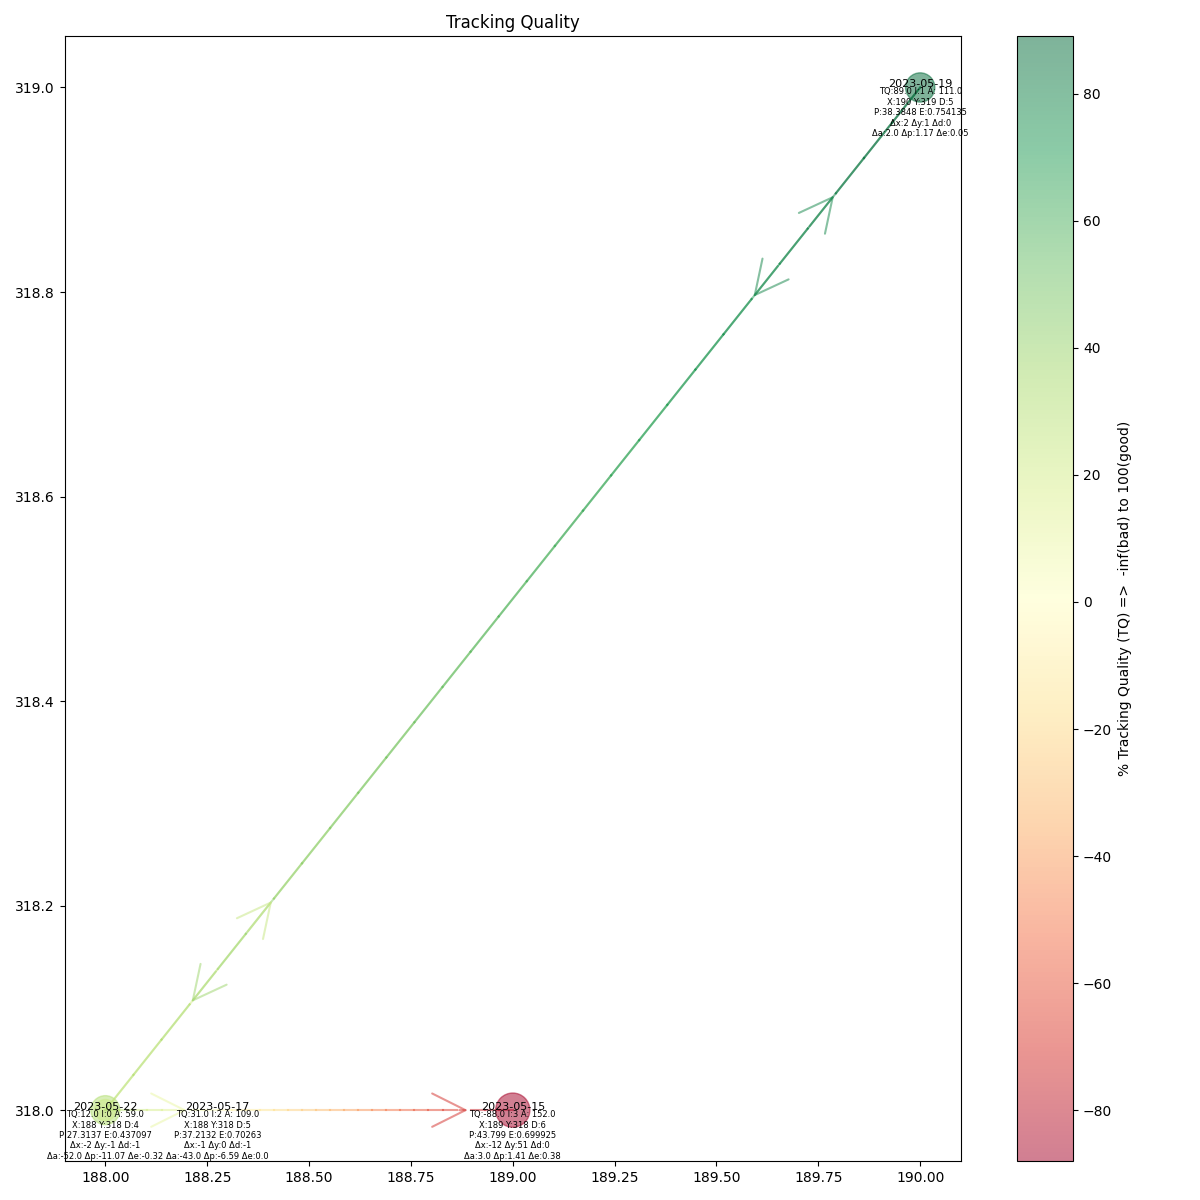 Tracking Quality
319.0
318.8
318.6
318.4
318.2
318.0
2023-05-19
TQ:89.0 I:1 A: 111.0
X:190 Y:319 D:5
P:38.3848 E:0.754135
Δx:2 Δy:1 Δd:0
Δa:2.0 Δp:1.17 Δe:0.05
2023-05-22
TQ:12.0 I:0 A: 59.0
X:188 Y:318 D:4
P:27.3137 E:0.437097
Δx:-2 Δy:-1 Δd:-1
Δa:-52.0 Δp:-11.07 Δe:-0.32
2023-05-17
TQ:31.0 I:2 A: 109.0
X:188 Y:318 D:5
P:37.2132 E:0.70263
Δx:-1 Δy:0 Δd:-1
Δa:-43.0 Δp:-6.59 Δe:0.0
2023-05-15
TQ:-88.0 I:3 A: 152.0
X:189 Y:318 D:6
P:43.799 E:0.699925
Δx:-12 Δy:51 Δd:0
Δa:3.0 Δp:1.41 Δe:0.38
188.00 188.25 188.50 188.75 189.00 189.25 189.50 189.75 190.00
80
60
40
20
0
−20
−40
−60
−80
% Tracking Quality (TQ) => -inf(bad) to 100(good)